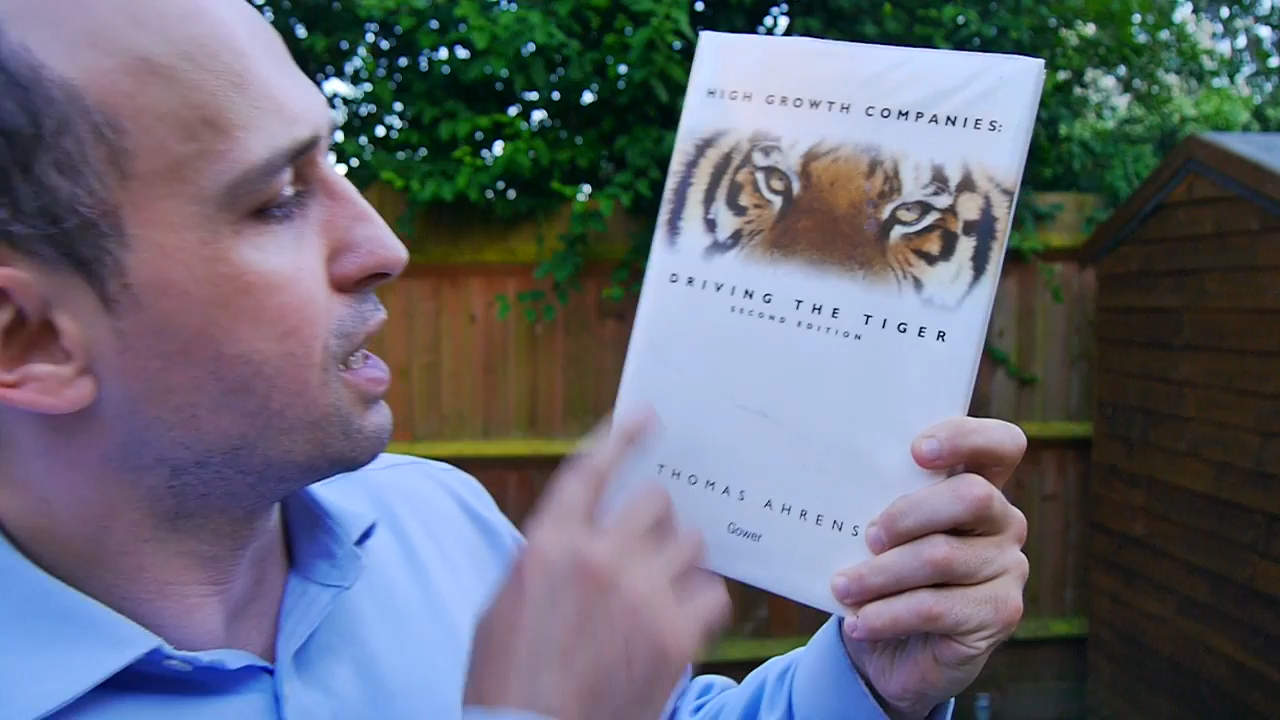 HIGH GROWTH COMPANIES:
DRIVING THE TIGER
SECOND EDITION
THOMAS AHRENS
Gower